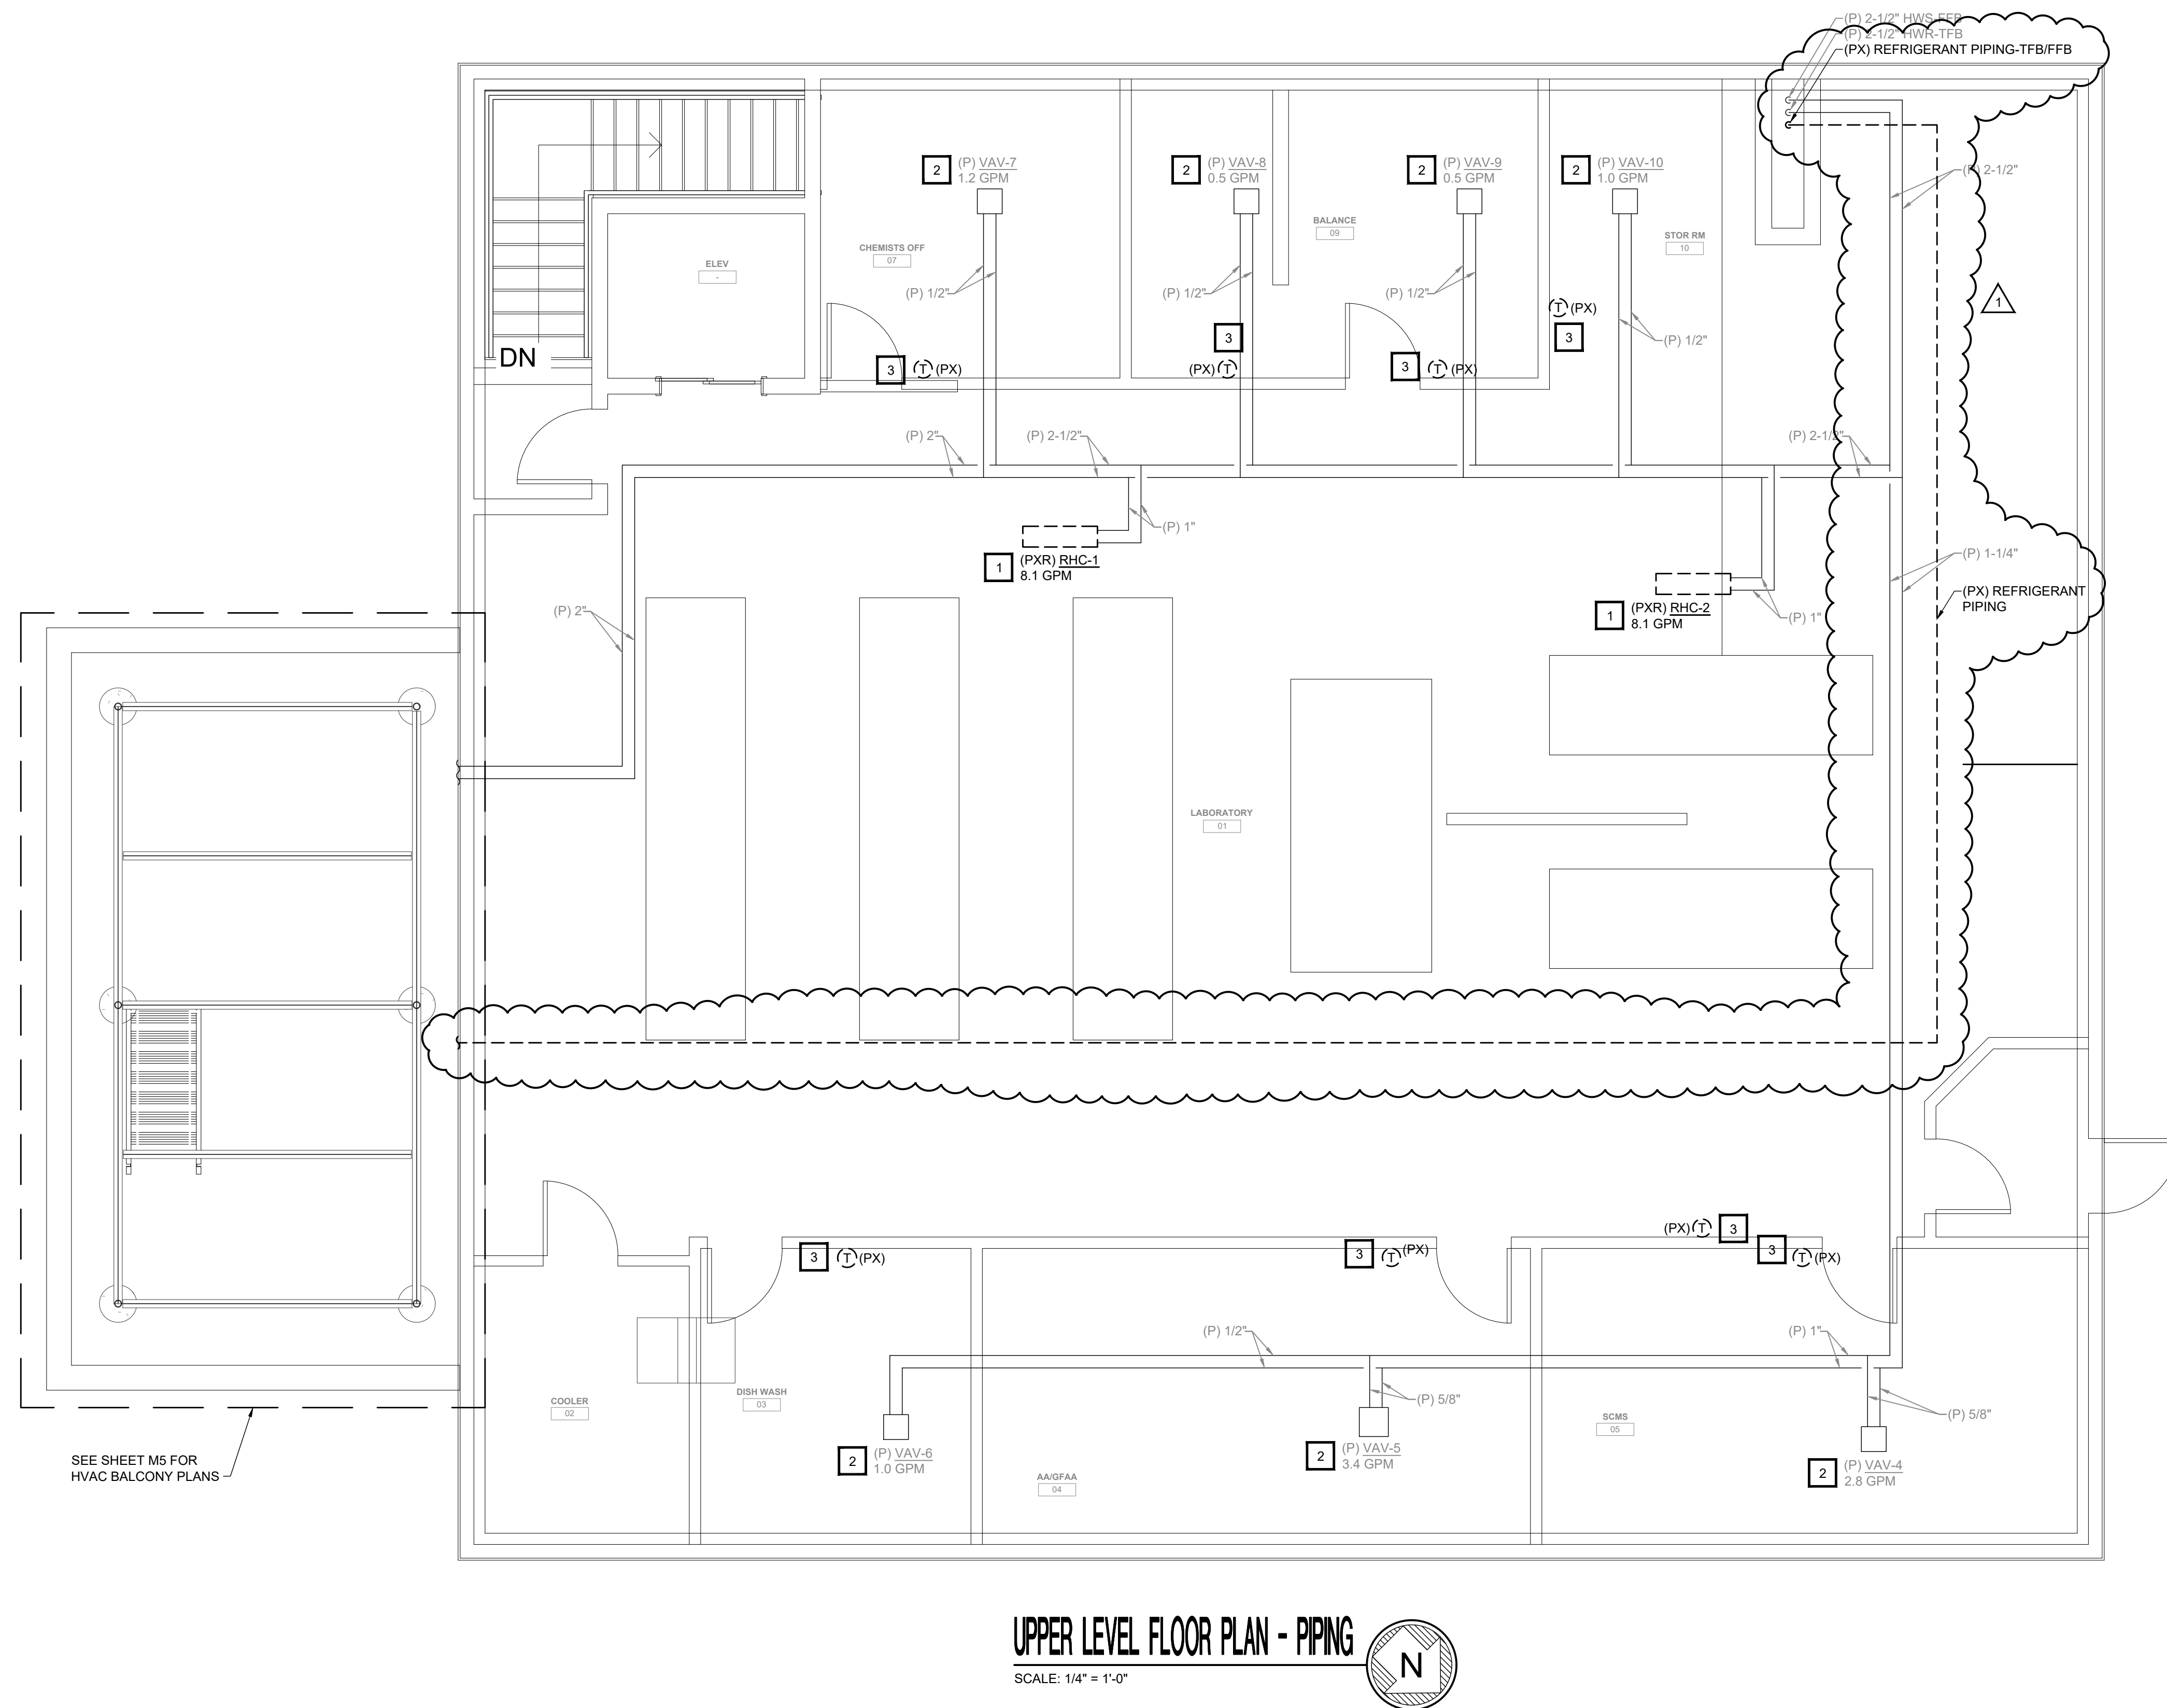 (P) 2-1/2" HWS-FFB
(P) 2-1/2" HWR-TFB
(PX) REFRIGERANT PIPING-TFB/FFB
2
(P) VAV-7
1.2 GPM
2
(P) VAV-8
0.5 GPM
2
(P) VAV-9
0.5 GPM
2
(P) VAV-10
1.0 GPM
(P) 2-1/2"
BALANCE
09
STOR RM
10
CHEMISTS OFF
07
ELEV
-
(P) 1/2"
(P) 1/2"
(P) 1/2"
T (PX)
3
(P) 1/2"
1
DN
3
T (PX)
3
(PX) T
3
T (PX)
(P) 2"
(P) 2-1/2"
(P) 2-1/2"
(P) 1"
1
(PXR) RHC-1
8.1 GPM
(P) 1-1/4"
(PX) REFRIGERANT
PIPING
1
(PXR) RHC-2
8.1 GPM
(P) 1"
(P) 2"
LABORATORY
01
3
T (PX)
3
T (PX)
(PX) T
3
3
T (PX)
(P) 1/2"
(P) 1"
DISH WASH
03
COOLER
02
(P) 5/8"
(P) 5/8"
SCMS
05
2
(P) VAV-6
1.0 GPM
2
(P) VAV-5
3.4 GPM
2
(P) VAV-4
2.8 GPM
AA/GFAA
04
SEE SHEET M5 FOR
HVAC BALCONY PLANS
UPPER LEVEL FLOOR PLAN - PIPING
SCALE: 1/4" = 1'-0"
N